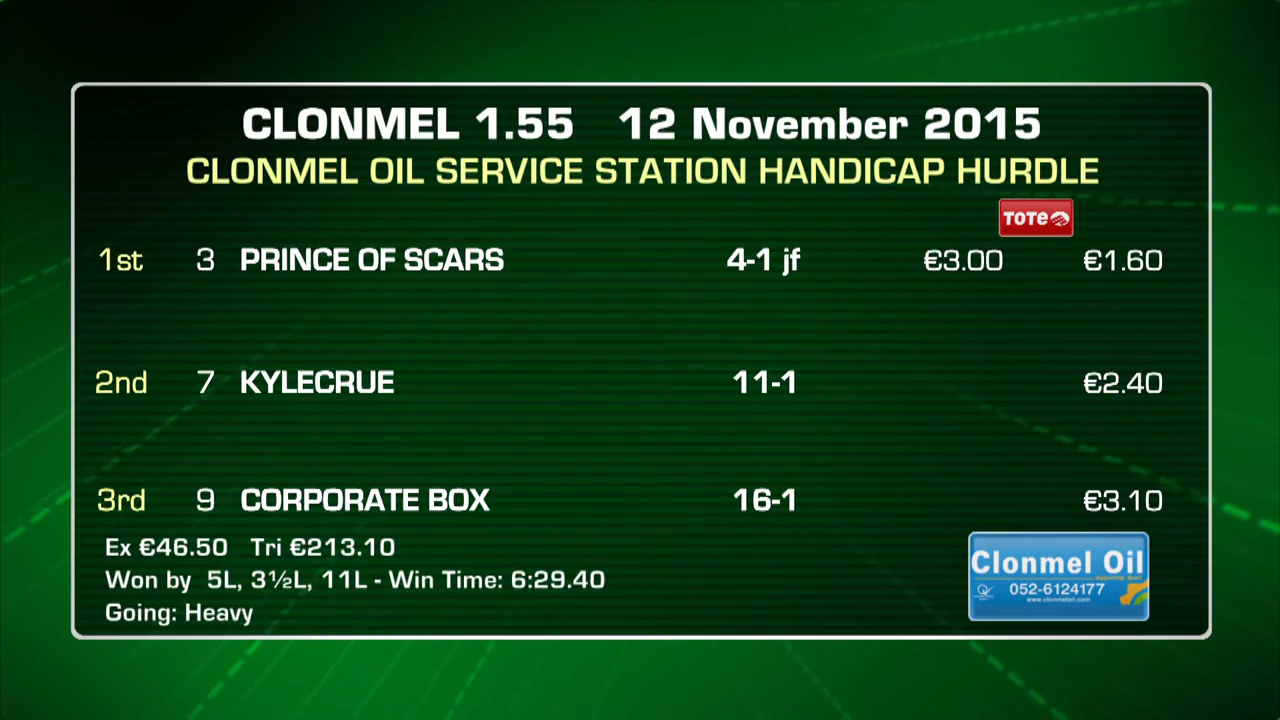 CLONMEL 1.55 12 November 2015
CLONMEL OIL SERVICE STATION HANDICAP HURDLE
TOTE
1st 3 PRINCE OF SCARS 4-1 jf €3.00 €1.60
2nd 7 KYLECRUE 11-1 €2.40
3rd 9 CORPORATE BOX 16-1 €3.10
Ex €46.50 Tri €213.10
Won by 5L, 3½L, 11L - Win Time: 6:29.40
Going: Heavy
Clonmel Oil
052-6124177
www.clonmeloil.com